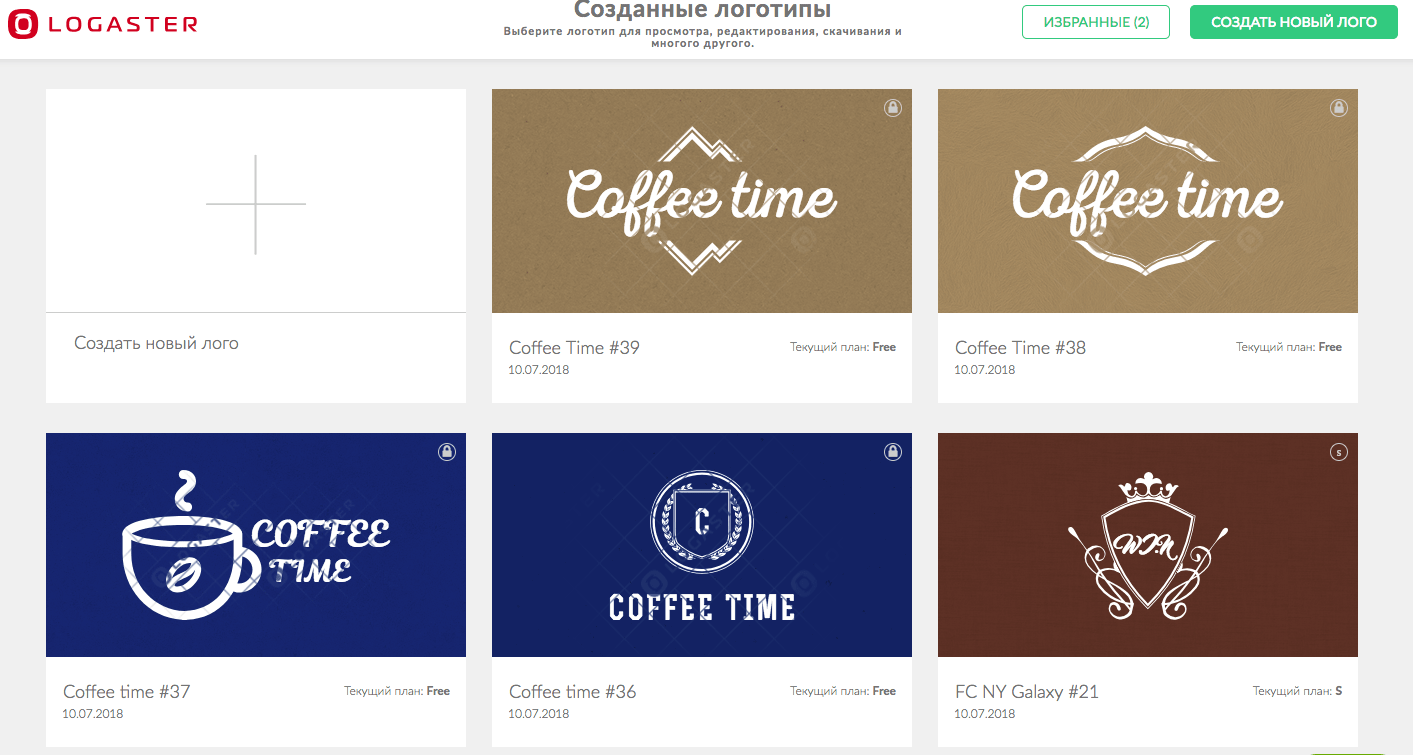 LOGASTER
Созданные логотипы
Выберите логотип для просмотра, редактирования, скачивания и
многого другого.
ИЗБРАННЫЕ (2)
СОЗДАТЬ НОВЫЙ ЛОГО
Создать новый лого
Coffee time
Coffee Time #39
Текущий план: Free
10.07.2018
Coffee time
Coffee Time #38
Текущий план: Free
10.07.2018
COFFEE
TIME
Coffee time #37
Текущий план: Free
10.07.2018
C
COFFEE TIME
Coffee time #36
Текущий план: Free
10.07.2018
S
W.I.N
FC NY Galaxy #21
Текущий план: S
10.07.2018